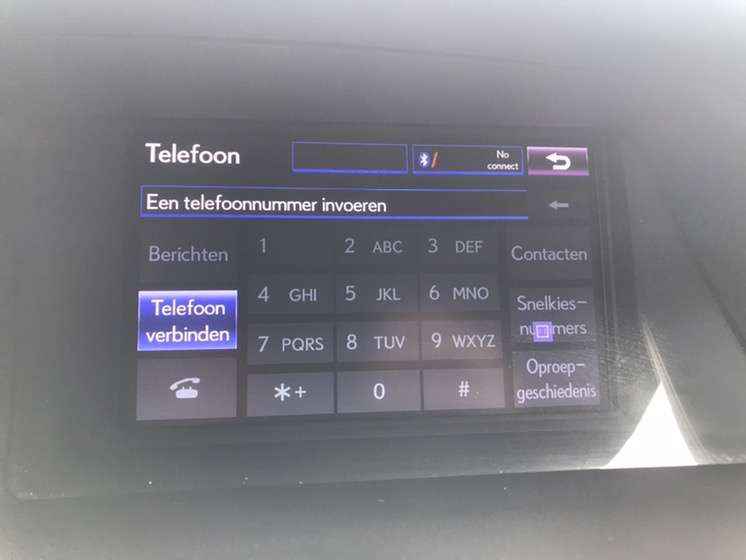 Telefoon
No
connect
Een telefoonnummer invoeren
Berichten
1
2 ABC
3 DEF
Contacten
Telefoon
verbinden
4 GHI
5 JKL
6 MNO
Snelkies-
nummers
7 PQRS
8 TUV
9 WXYZ
*+
0
#
Oproep-
geschiedenis